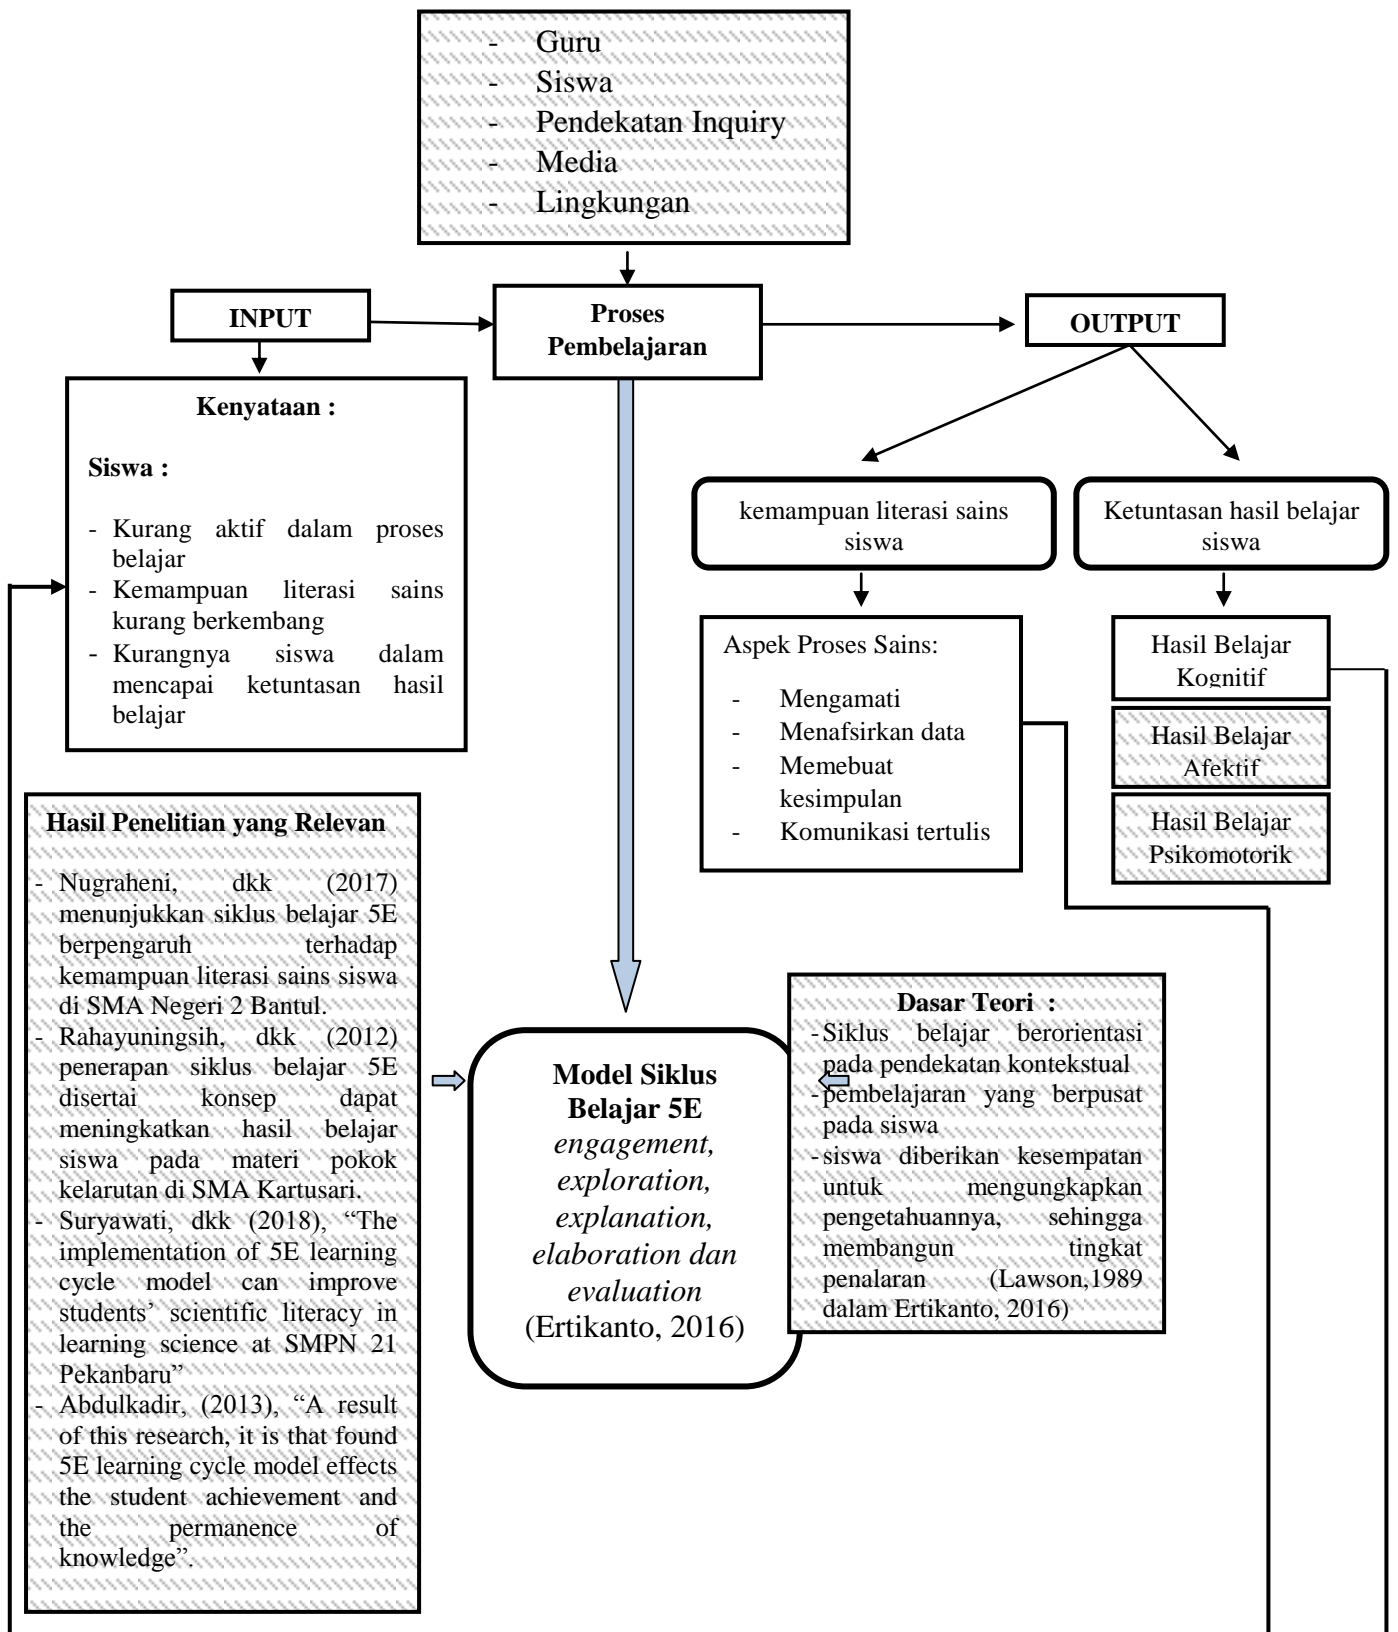 - Guru
- Siswa
- Pendekatan Inquiry
- Media
- Lingkungan
INPUT
Proses
Pembelajaran
OUTPUT
Kenyataan :
Siswa :
- Kurang aktif dalam proses
belajar
- Kemampuan literasi sains
kurang berkembang
- Kurangnya siswa dalam
mencapai ketuntasan hasil
belajar
kemampuan literasi sains
siswa
Ketuntasan hasil belajar
siswa
Aspek Proses Sains:
- Mengamati
- Menafsirkan data
- Memebuat
kesimpulan
- Komunikasi tertulis
Hasil Belajar
Kognitif
Hasil Belajar
Afektif
Hasil Belajar
Psikomotorik
Hasil Penelitian yang Relevan
- Nugraheni, dkk (2017)
menunjukkan siklus belajar 5E
berpengaruh terhadap
kemampuan literasi sains siswa
di SMA Negeri 2 Bantul.
- Rahayuningsih, dkk (2012)
penerapan siklus belajar 5E
disertai konsep dapat
meningkatkan hasil belajar
siswa pada materi pokok
kelarutan di SMA Kartusari.
- Suryawati, dkk (2018), “The
implementation of 5E learning
cycle model can improve
students’ scientific literacy in
learning science at SMPN 21
Pekanbaru”
- Abdulkadir, (2013), “A result
of this research, it is that found
5E learning cycle model effects
the student achievement and
the permanence of
knowledge”.
Model Siklus
Belajar 5E
engagement,
exploration,
explanation,
elaboration dan
evaluation
(Ertikanto, 2016)
Dasar Teori :
- Siklus belajar berorientasi
pada pendekatan kontekstual
- pembelajaran yang berpusat
pada siswa
- siswa diberikan kesempatan
untuk mengungkapkan
pengetahuannya, sehingga
membangun tingkat
penalaran (Lawson,1989
dalam Ertikanto, 2016)